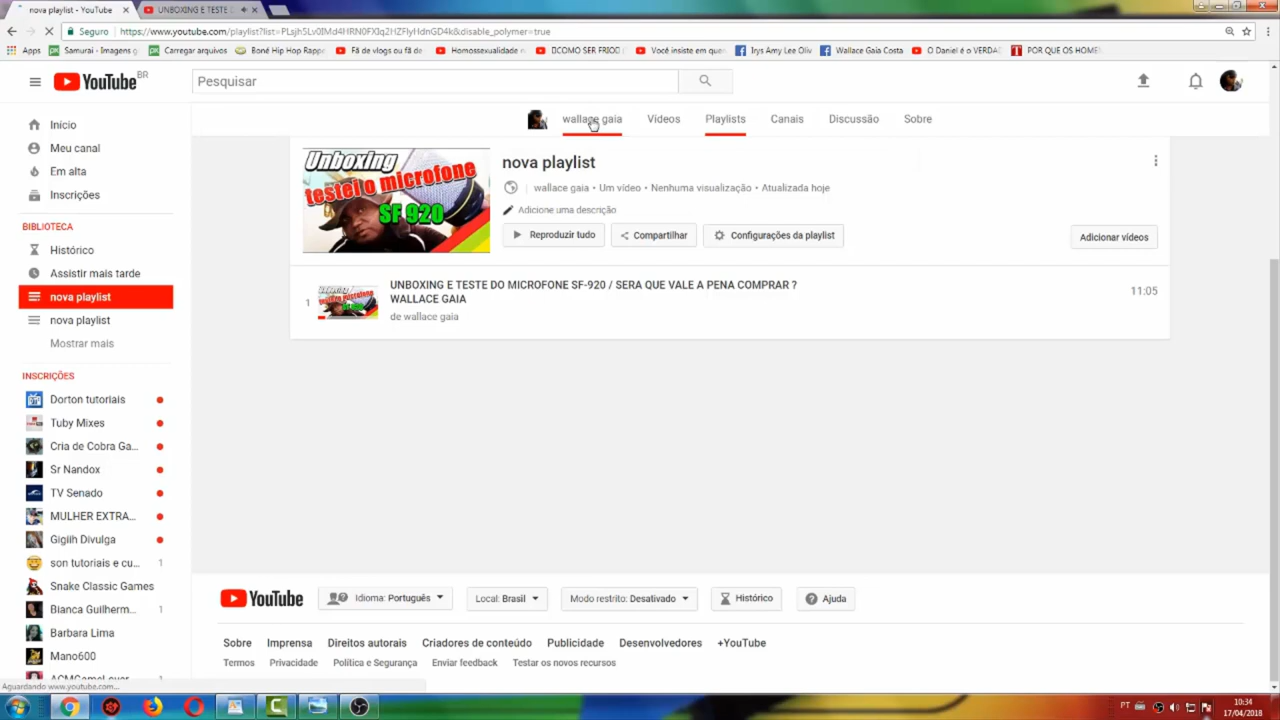 nova playlist - YouTube
UNBOXING E TESTE D
Seguro
https://www.youtube.com/playlist?list=PLsjh5Lv0IMd4HRN0FXIq2HZFlyHdnGD4k&disable_polymer=true
Apps
Samurai - Imagens g
Carregar arquivos
Boné Hip Hop Rappe
Fã de vlogs ou fã de
Homossexualidade n
COMO SER FRIOO
Você insiste em que
Irys Amy Lee Oliv
Wallace Gaia Costa
O Daniel é o VERDA
POR QUE OS HOME
YouTube BR
Pesquisar
wallace gaia
Vídeos
Playlists
Canais
Discussão
Sobre
Início
Meu canal
Em alta
Inscrições
BIBLIOTECA
Histórico
Assistir mais tarde
nova playlist
nova playlist
Mostrar mais
INSCRIÇÕES
Dorton tutoriais
Tuby Mixes
Cria de Cobra Ga...
Sr Nandox
TV Senado
MULHER EXTRA...
Gigiih Divulga
son tutoriais e cu... 1
Snake Classic Games
Bianca Guilherm... 1
Barbara Lima
Mano600
Unboxing
testei o microfone
SF 920
nova playlist
wallace gaia • Um vídeo • Nenhuma visualização • Atualizada hoje
Adicione uma descrição
Reproduzir tudo
Compartilhar
Configurações da playlist
Adicionar vídeos
1
UNBOXING E TESTE DO MICROFONE SF-920 / SERA QUE VALE A PENA COMPRAR ?
WALLACE GAIA
de wallace gaia
11:05
YouTube
Idioma: Português
Local: Brasil
Modo restrito: Desativado
Histórico
Ajuda
Sobre Imprensa Direitos autorais Criadores de conteúdo Publicidade Desenvolvedores +YouTube
Termos Privacidade Política e Segurança Enviar feedback Testar os novos recursos
Aguardando www.youtube.com...
PT
10:34
17/04/2018